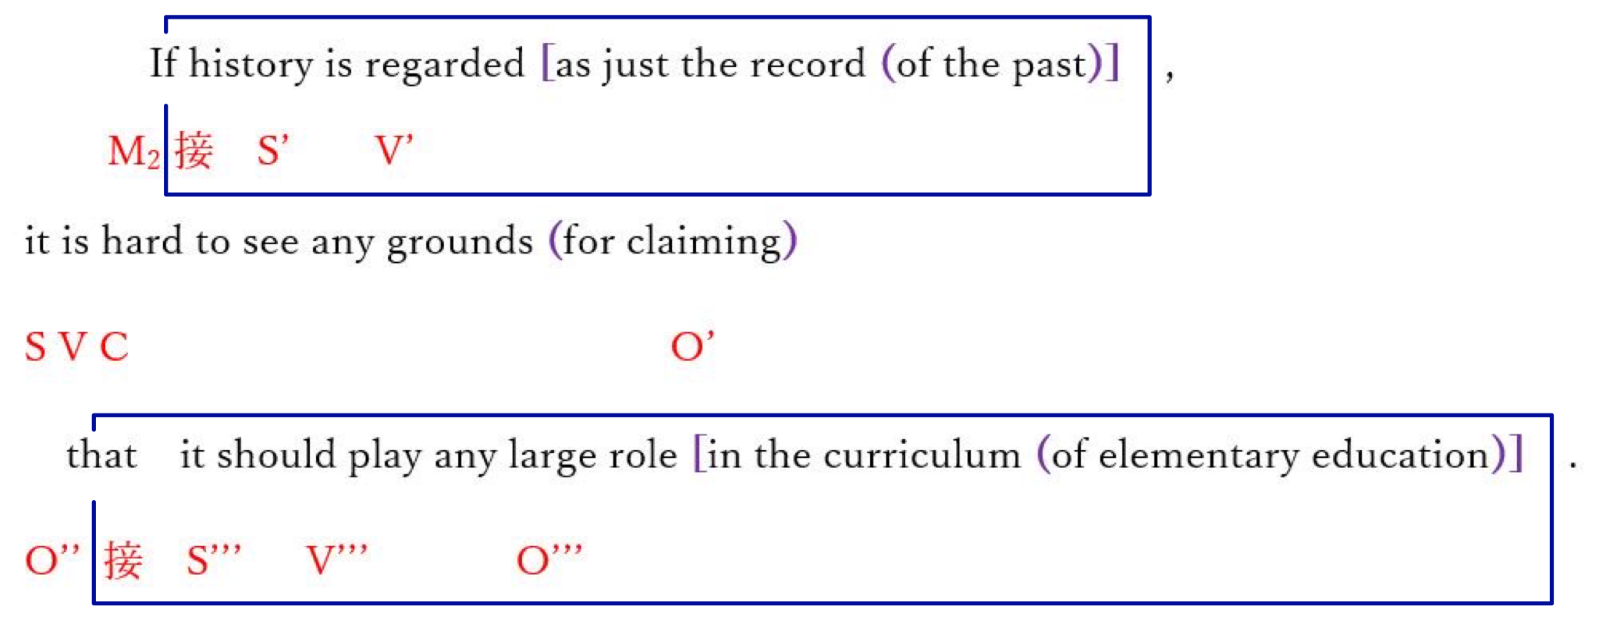 If history is regarded [as just the record (of the past)] ,
M₂ 接 S’ V’
it is hard to see any grounds (for claiming)
S V C O’
that it should play any large role [in the curriculum (of elementary education)] .
O’’ 接 S’’’ V’’’ O’’’